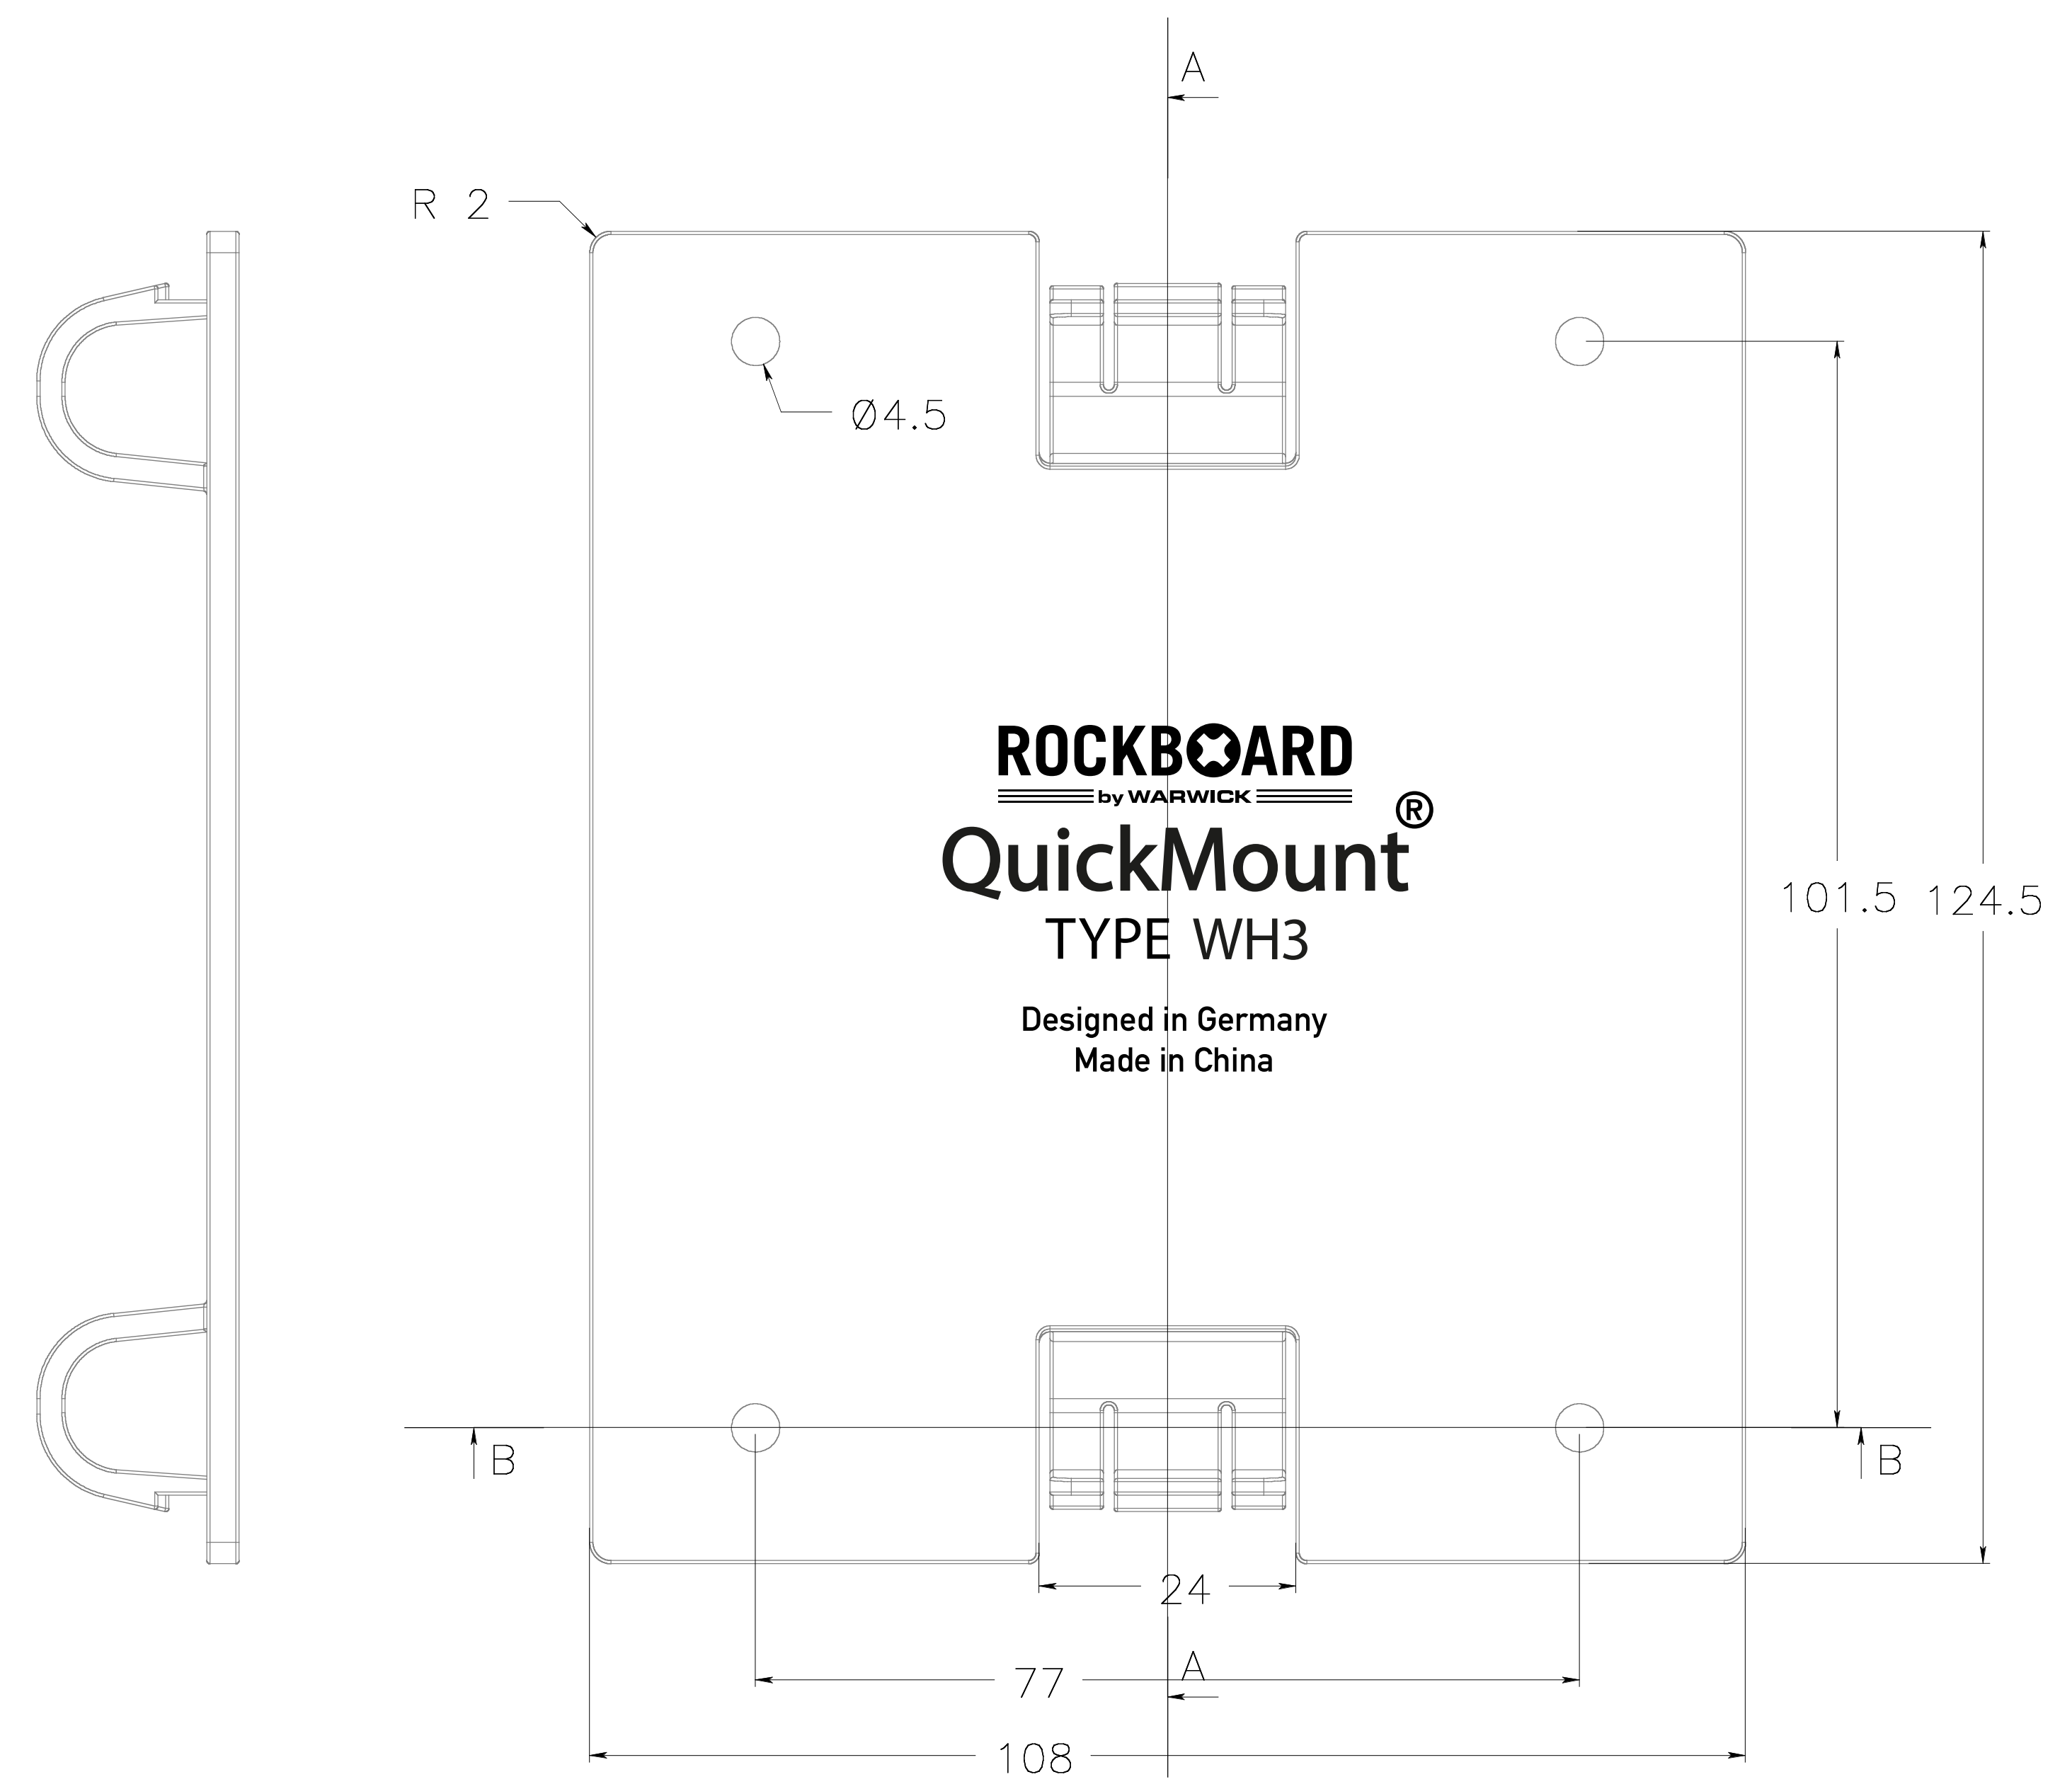 A
R 2
Ø4.5
ROCKBOARD
by WARWICK
QuickMount®
TYPE WH3
101.5
124.5
Designed in Germany
Made in China
B
B
24
A
77
108